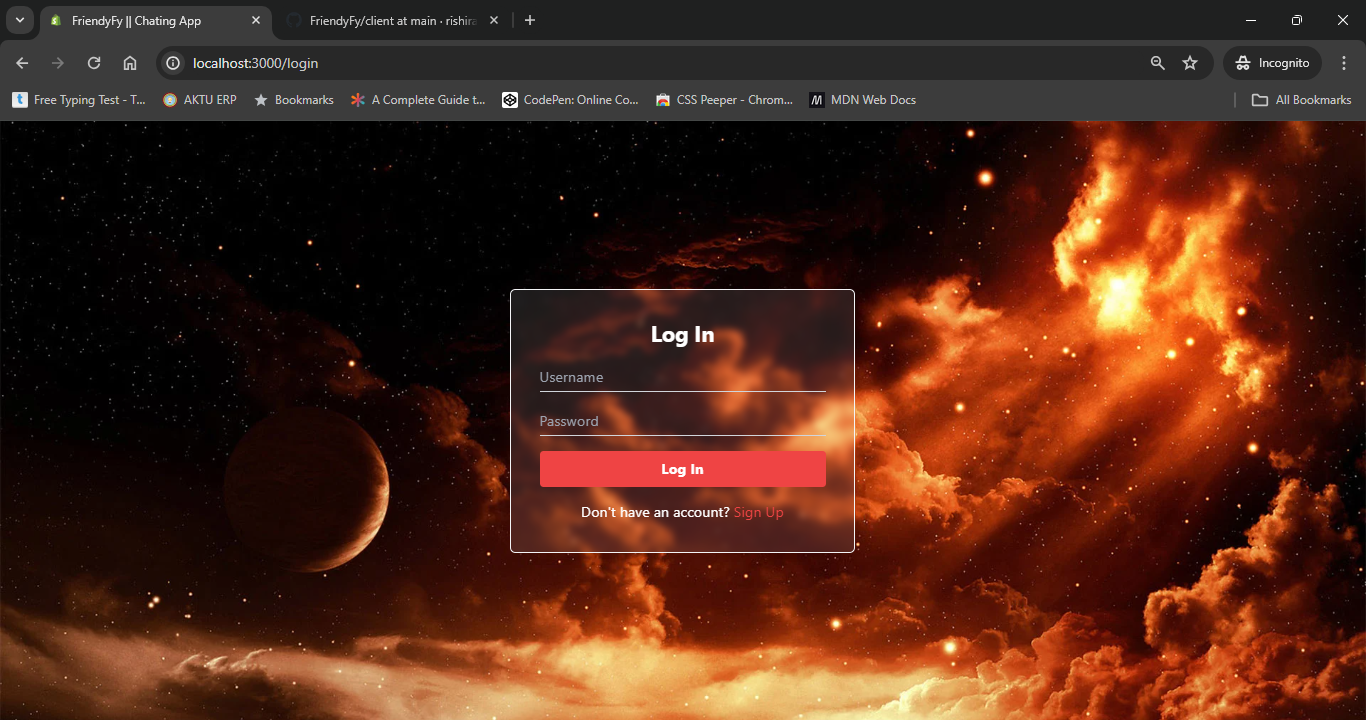 FriendyFy || Chating App
FriendyFy/client at main · rishira
localhost:3000/login
Incognito
Free Typing Test - T...
AKTU ERP
Bookmarks
A Complete Guide t...
CodePen: Online Co...
CSS Peeper - Chrom...
MDN Web Docs
All Bookmarks
Log In
Username
Password
Log In
Don't have an account? Sign Up